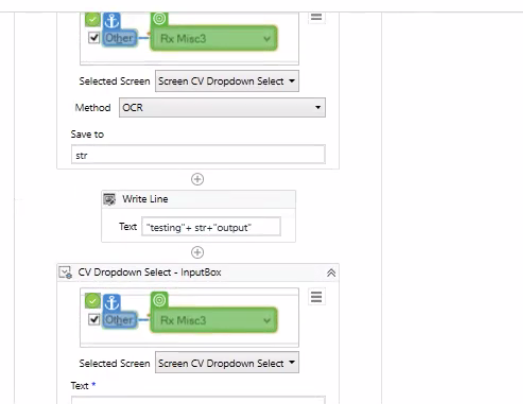 Other Rx Misc3
Selected Screen Screen CV Dropdown Select
Method OCR
Save to
str
Write Line
Text "testing"+ str+"output"
CV Dropdown Select - InputBox
Other Rx Misc3
Selected Screen Screen CV Dropdown Select
Text *